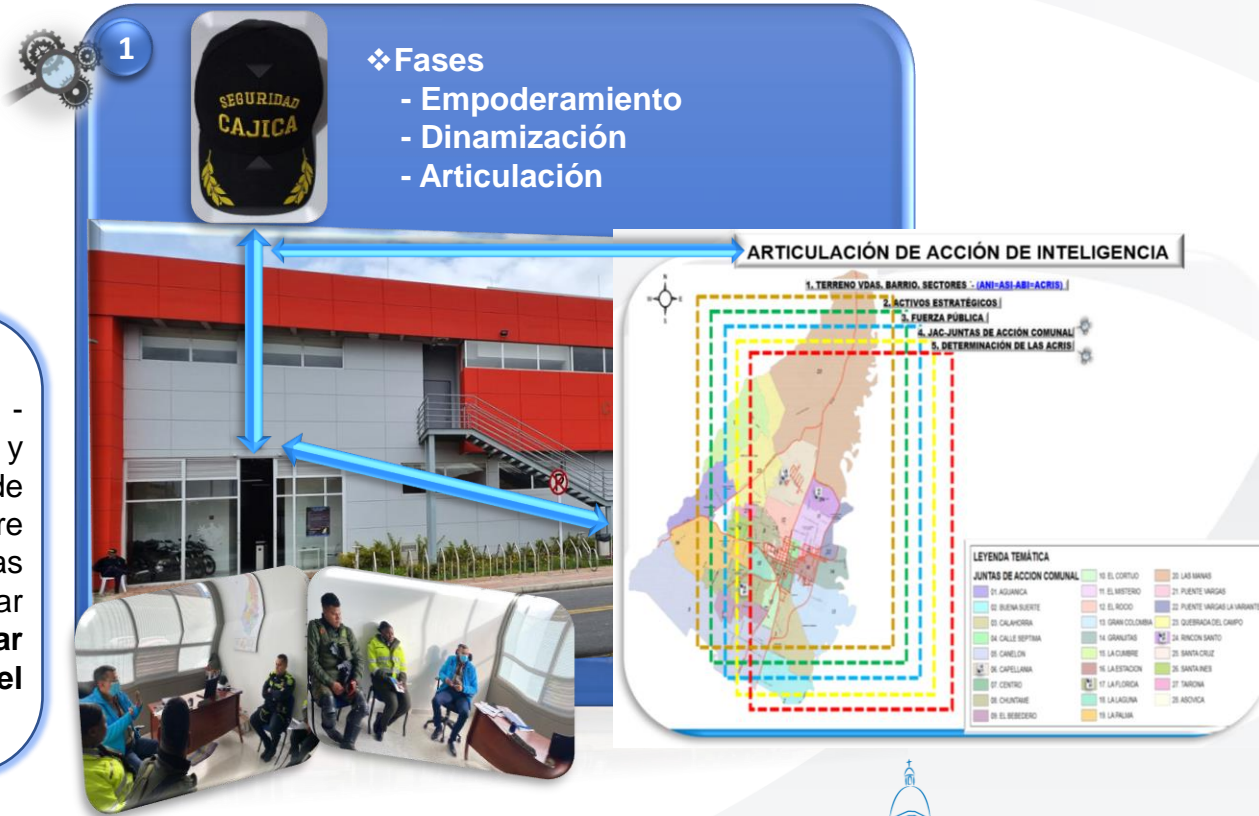 1
SEGURIDAD
CAJICA
❖Fases
- Empoderamiento
- Dinamización
- Articulación
-
y
de
re
as
ar
ar
el
ARTICULACIÓN DE ACCIÓN DE INTELIGENCIA
1. TERRENO VDAS. BARRIO. SECTORES - (ANI=ASI-ABI=ACRIS)
2. ACTIVOS ESTRATÉGICOS
3. FUERZA PÚBLICA
4. JAC-JUNTAS DE ACCIÓN COMUNAL
5. DETERMINACIÓN DE LAS ACRIS
LEYENDA TEMÁTICA
JUNTAS DE ACCION COMUNAL
01. AGUANICA
02. BUENA SUERTE
03. CALAHORRA
04. CALLE SEPTIMA
05. CANELON
06. CAPELLANIA
07. CENTRO
08. CHUNTAME
09. EL BEBEDERO
10. EL CORTIJO
11. EL MISTERIO
12. EL ROCIO
13. GRAN COLOMBIA
14. GRANJITAS
15. LA CUMBRE
16. LA ESTACION
17. LA FLORIDA
18. LA LAGUNA
19. LA PALMA
20. LAS MANAS
21. PUENTE VARGAS
22. PUENTE VARGAS LA VARIANTE
23. QUEBRADA DEL CAMPO
24. RINCON SANTO
25. SANTA CRUZ
26. SANTA INES
27. TAIRONA
28. ASOVICA